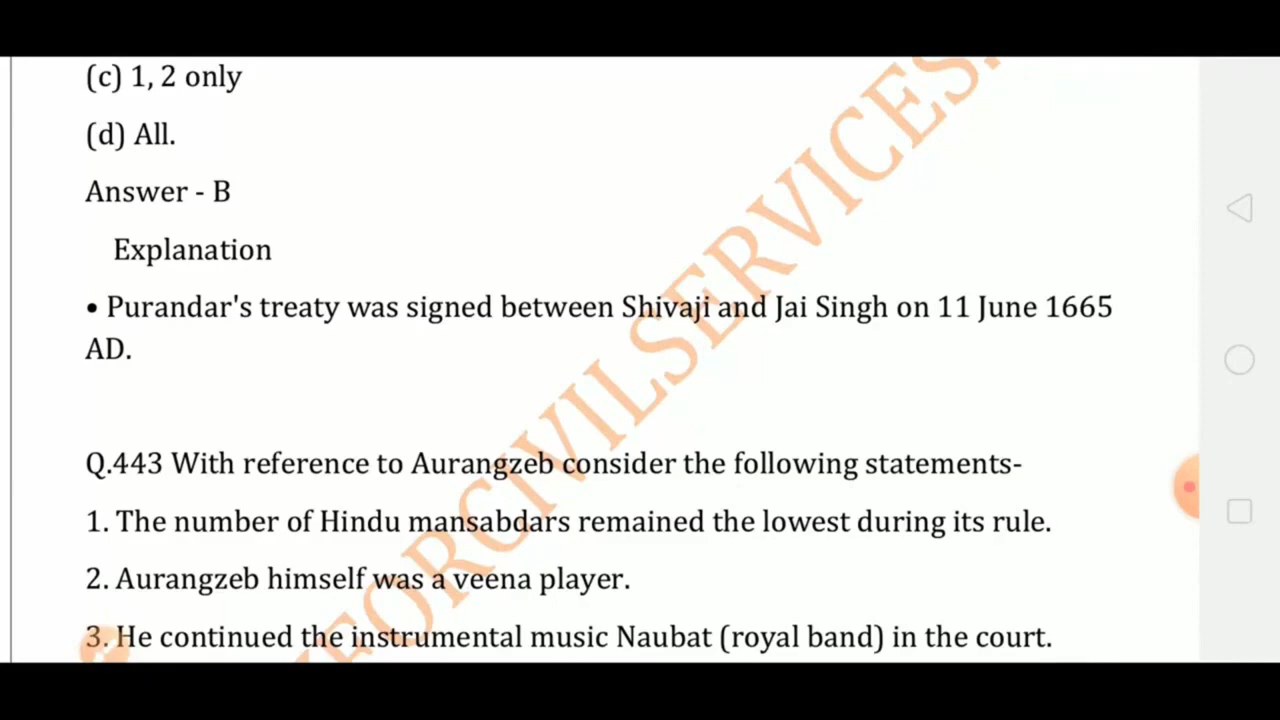 (c) 1, 2 only
(d) All.
Answer - B
Explanation
• Purandar's treaty was signed between Shivaji and Jai Singh on 11 June 1665
AD.
Q.443 With reference to Aurangzeb consider the following statements-
1. The number of Hindu mansabdars remained the lowest during its rule.
2. Aurangzeb himself was a veena player.
3. He continued the instrumental music Naubat (royal band) in the court.
FORCIVILSERVICES.